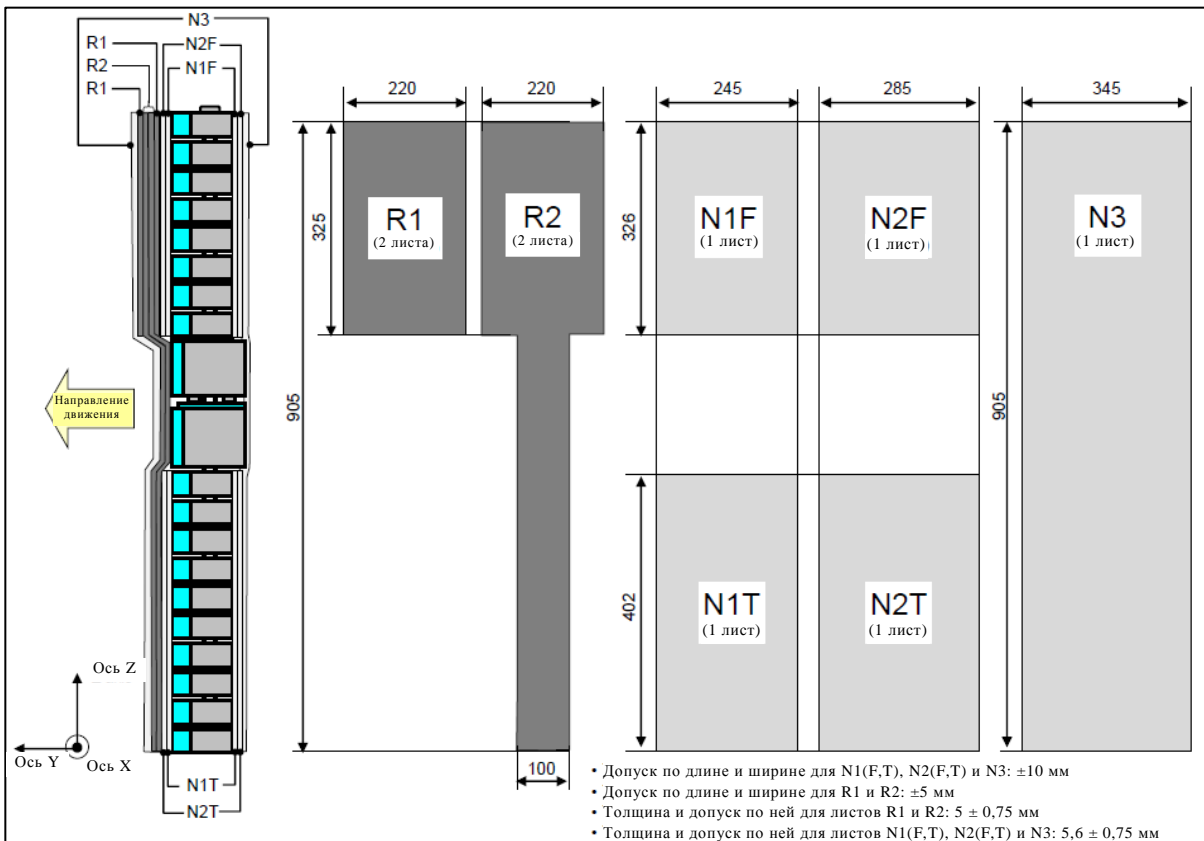 N3
R1
N2F
R2
N1F
R1
220
220
245
285
345
325
R1
(2 листа)
R2
(2 листа)
326
N1F
(1 лист)
N2F
(1 лист)
N3
(1 лист)
Направление
движения
905
905
402
N1T
(1 лист)
N2T
(1 лист)
Ось Z
Ось Y
Ось X
N1T
N2T
100
• Допуск по длине и ширине для N1(F,T), N2(F,T) и N3: ±10 мм
• Допуск по длине и ширине для R1 и R2: ±5 мм
• Толщина и допуск по ней для листов R1 и R2: 5 ± 0,75 мм
• Толщина и допуск по ней для листов N1(F,T), N2(F,T) и N3: 5,6 ± 0,75 мм